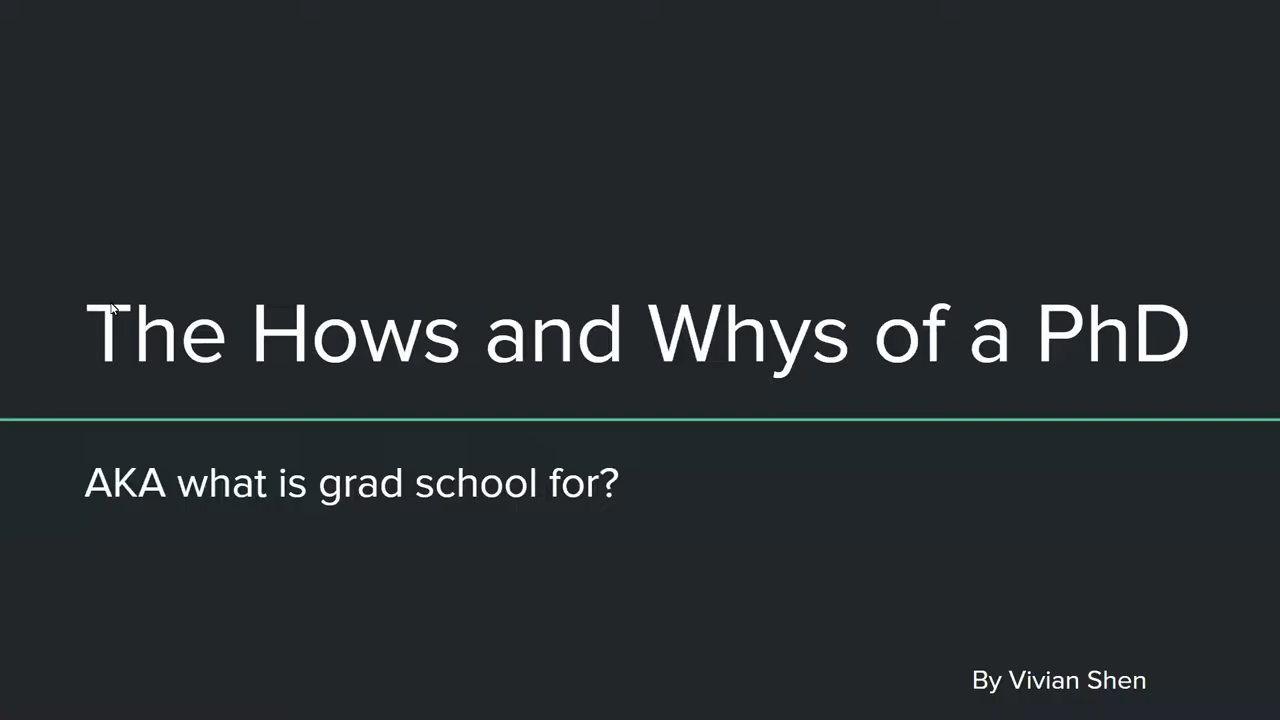 The Hows and Whys of a PhD
AKA what is grad school for?
By Vivian Shen